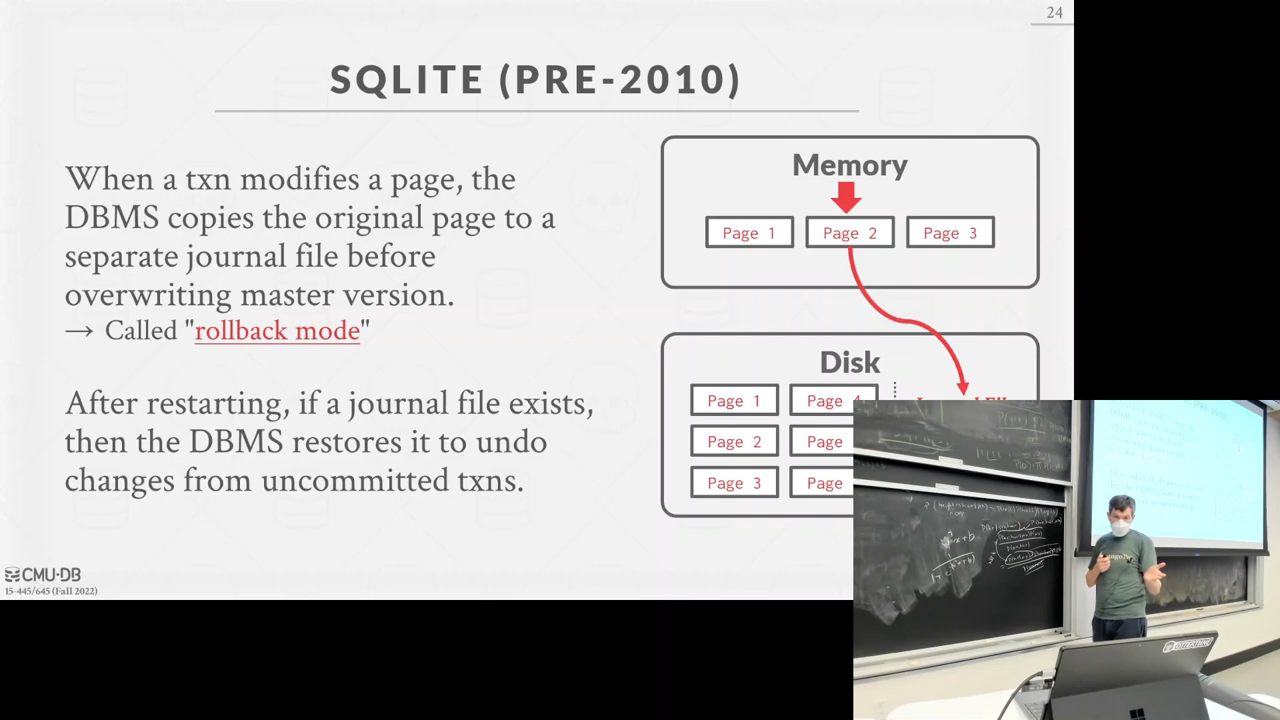 24
SQLITE (PRE-2010)
When a txn modifies a page, the
DBMS copies the original page to a
separate journal file before
overwriting master version.
→ Called "rollback mode"
After restarting, if a journal file exists,
then the DBMS restores it to undo
changes from uncommitted txns.
Memory
Page 1 Page 2 Page 3
Disk
Page 1 Page
Page 2 Page
Page 3 Page
CMU·DB
15-445/645 (Fall 2022)